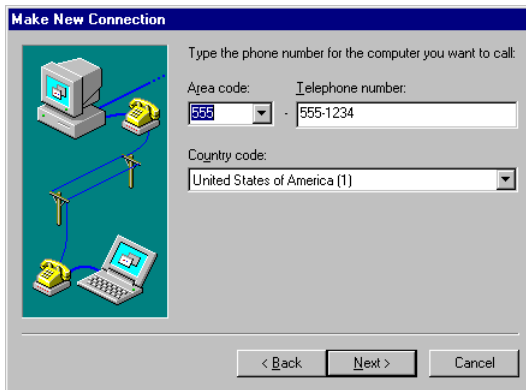 Make New Connection
Type the phone number for the computer you want to call:
Area code: Telephone number:
555 - 555-1234
Country code:
United States of America (1)
< Back Next > Cancel